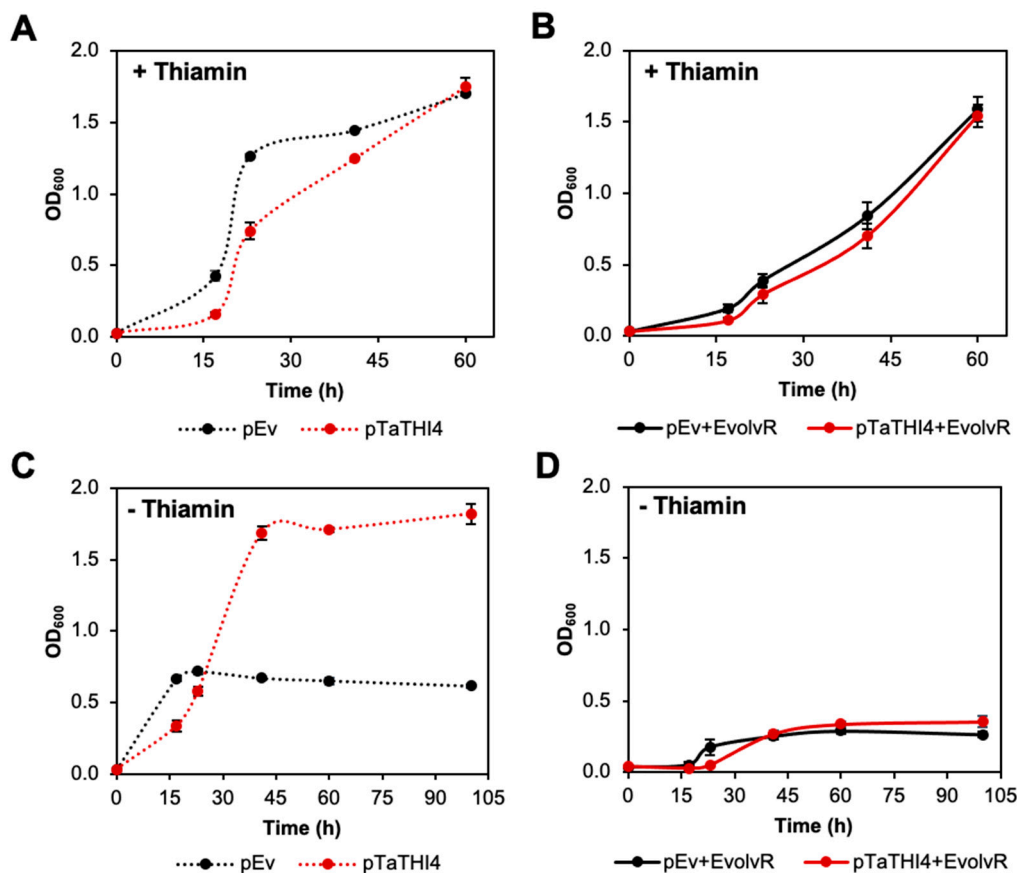 A
+ Thiamin
2.0
1.5
1.0
0.5
0.0
OD600
0 15 30 45 60
Time (h)
pEv pTaTHI4
B
+ Thiamin
2.0
1.5
1.0
0.5
0.0
OD600
0 15 30 45 60
Time (h)
pEv+EvolvR pTaTHI4+EvolvR
C
- Thiamin
2.0
1.5
1.0
0.5
0.0
OD600
0 15 30 45 60 75 90 105
Time (h)
pEv pTaTHI4
D
- Thiamin
2.0
1.5
1.0
0.5
0.0
OD600
0 15 30 45 60 75 90 105
Time (h)
pEv+EvolvR pTaTHI4+EvolvR